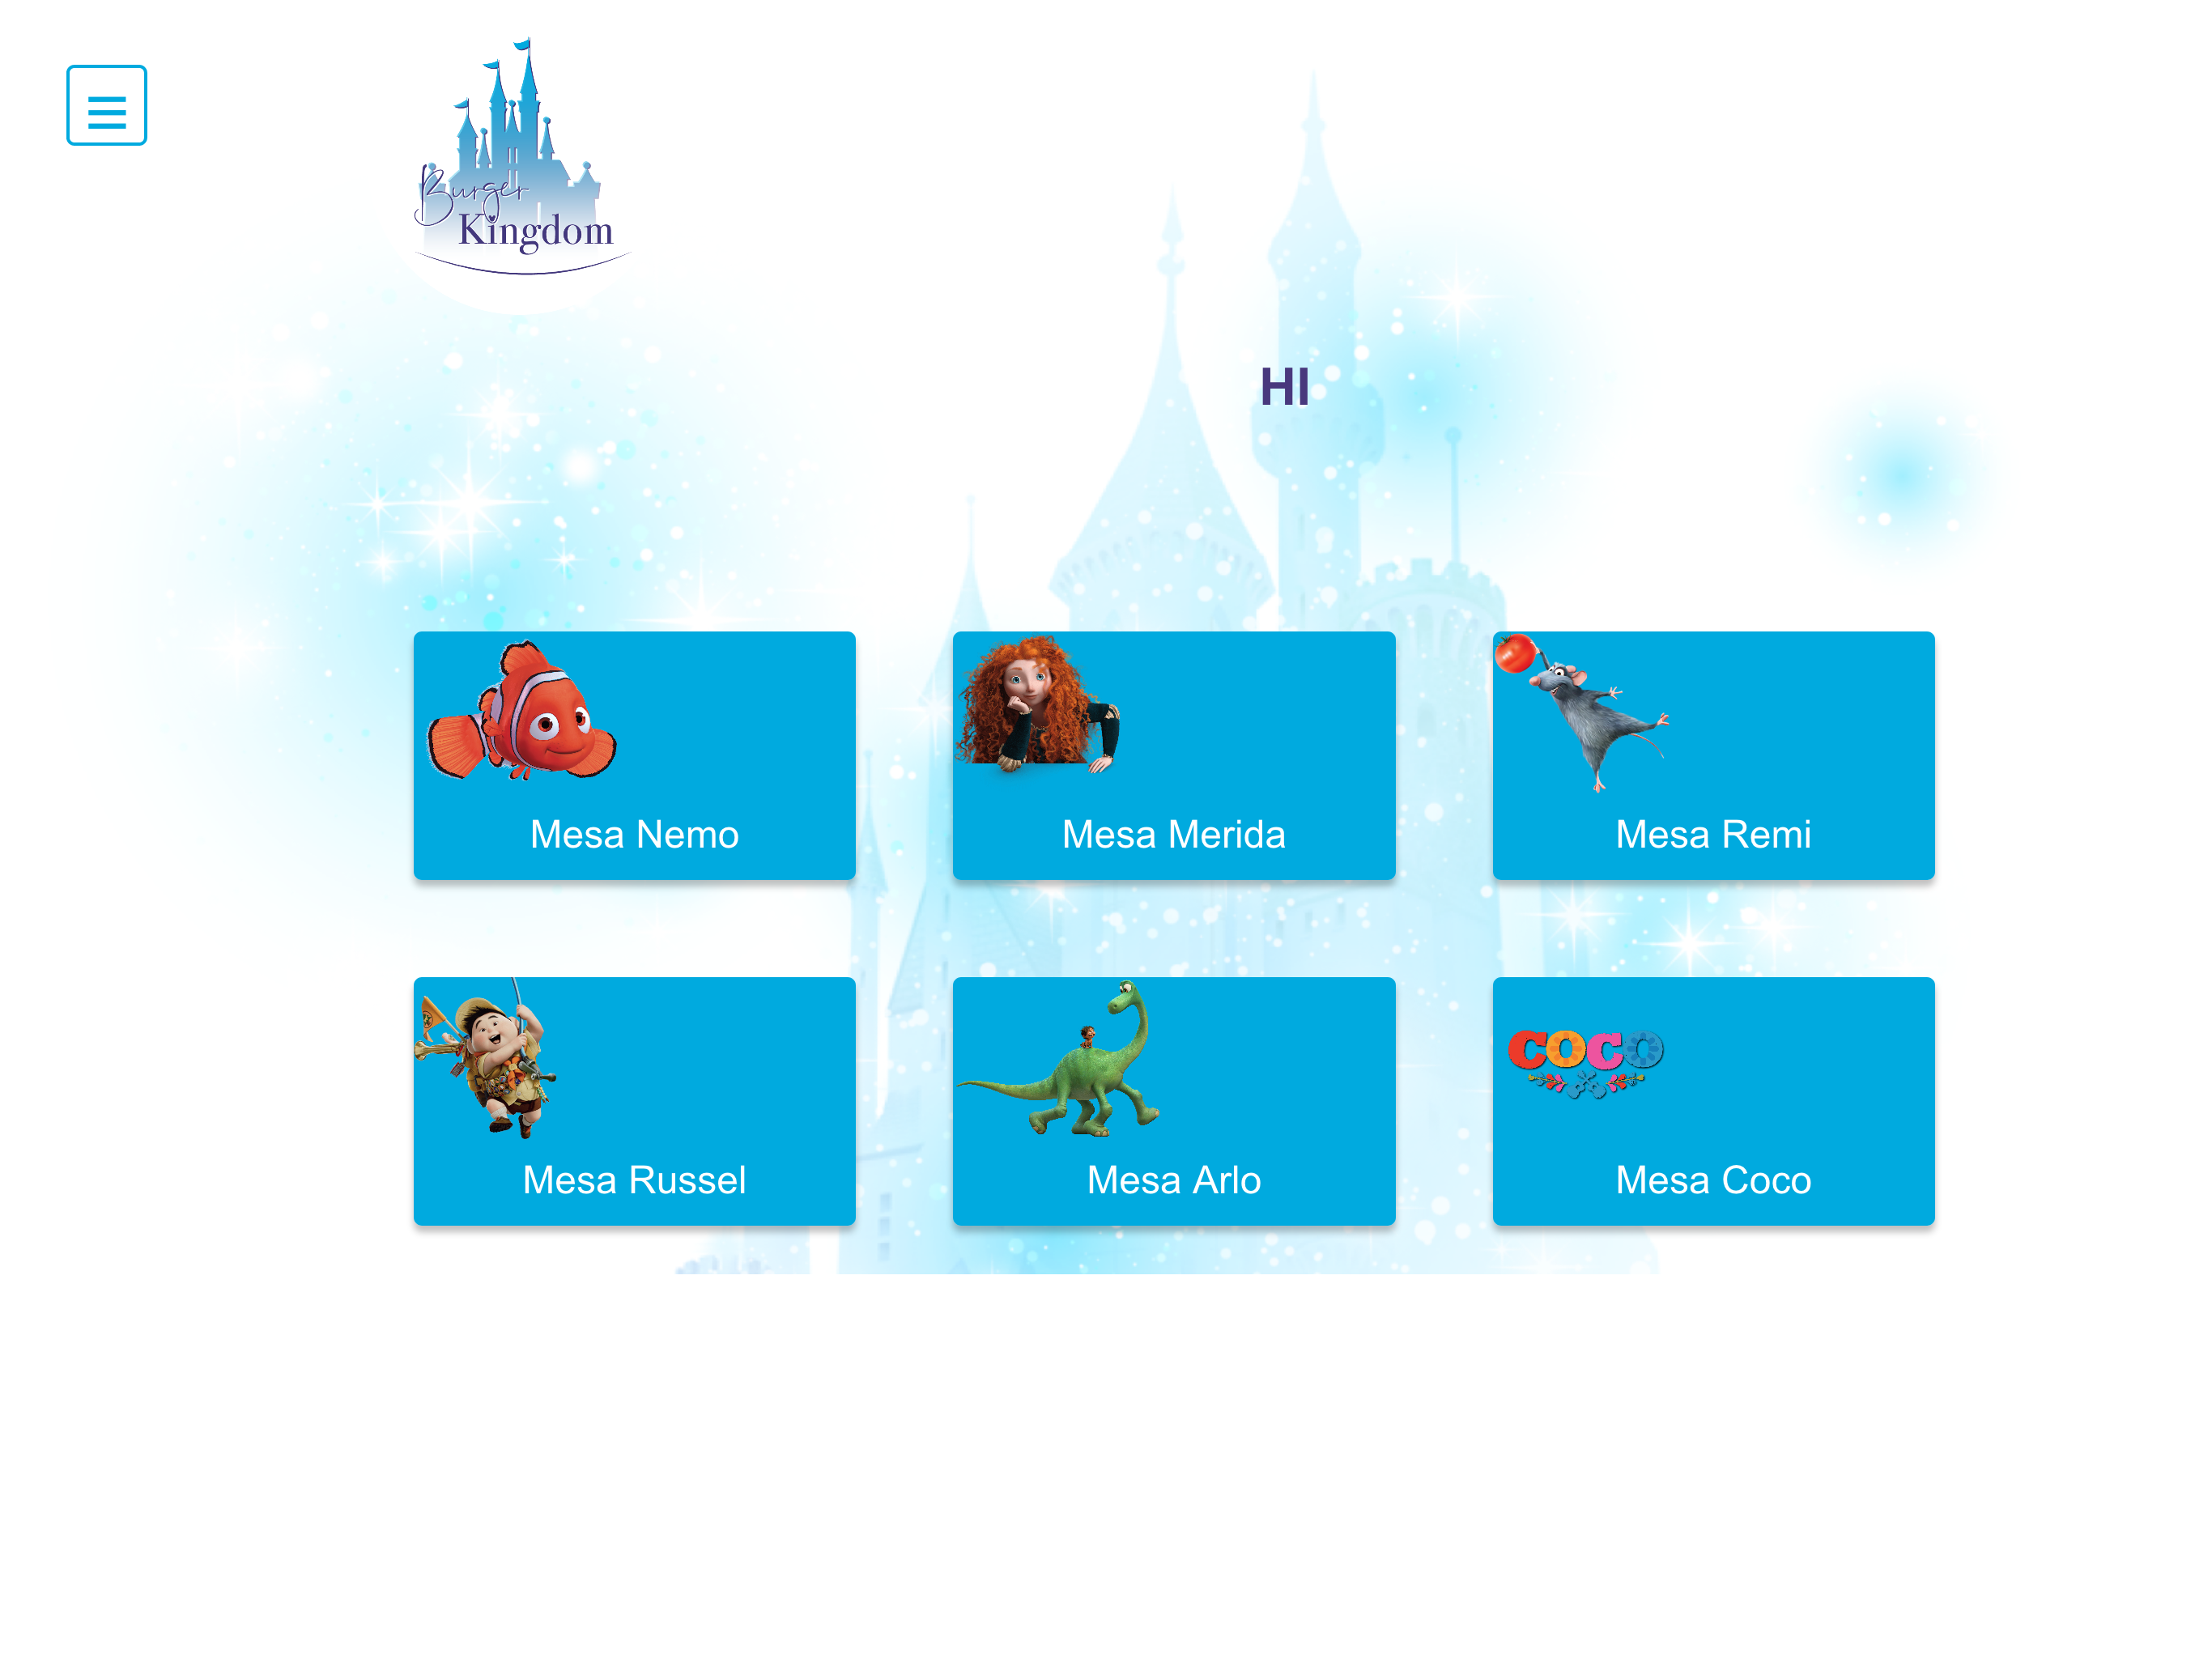 Burger
Kingdom
HI
Mesa Nemo
Mesa Merida
Mesa Remi
Mesa Russel
Mesa Arlo
COCO
Mesa Coco